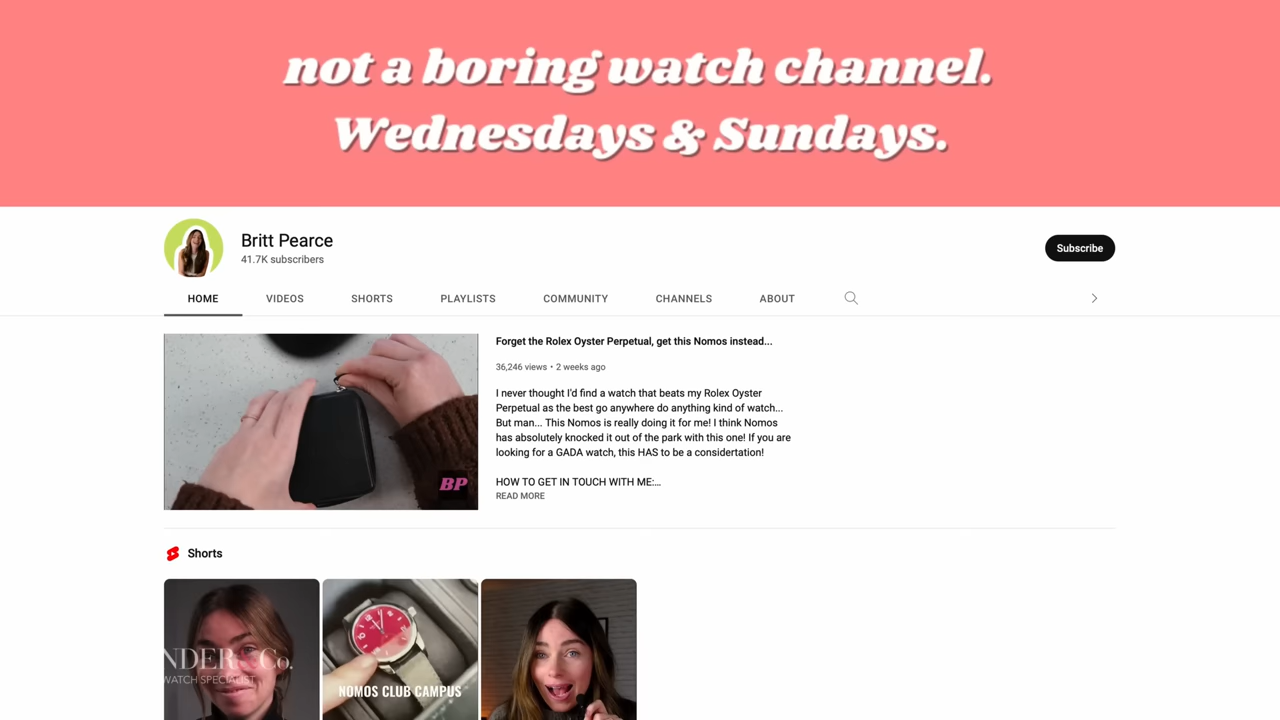 not a boring watch channel.
Wednesdays & Sundays.
Britt Pearce
41.7K subscribers
Subscribe
HOME
VIDEOS
SHORTS
PLAYLISTS
COMMUNITY
CHANNELS
ABOUT
Forget the Rolex Oyster Perpetual, get this Nomos instead...
36,246 views • 2 weeks ago
I never thought I'd find a watch that beats my Rolex Oyster
Perpetual as the best go anywhere do anything kind of watch...
But man... This Nomos is really doing it for me! I think Nomos
has absolutely knocked it out of the park with this one! If you are
looking for a GADA watch, this HAS to be a considertation!
HOW TO GET IN TOUCH WITH ME:...
READ MORE
BP
Shorts
NDER & Co.
WATCH SPECIALIST
NOMOS CLUB CAMPUS